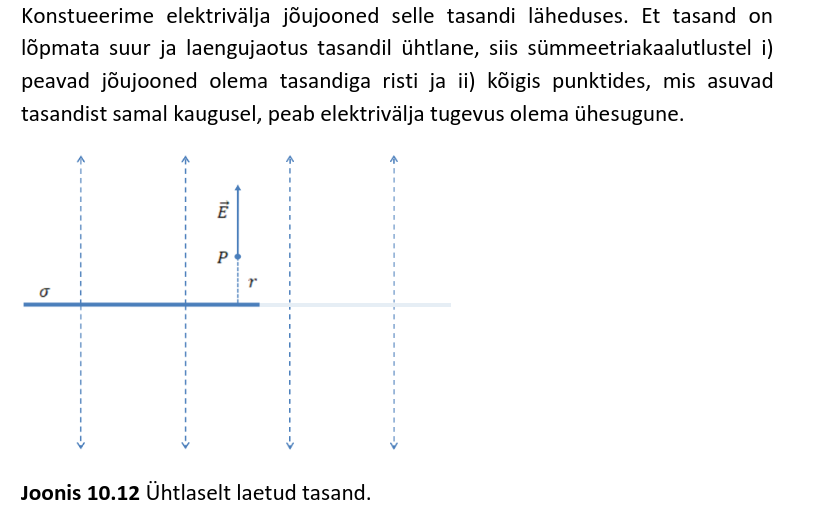 Konstueerime elektrivälja jõujooned selle tasandi läheduses. Et tasand on
lõpmata suur ja laengujaotus tasandil ühtlane, siis sümmeetriakaalutlustel i)
peavad jõujooned olema tasandiga risti ja ii) kõigis punktides, mis asuvad
tasandist samal kaugusel, peab elektrivälja tugevus olema ühesugune.
E⃗
P
r
σ
Joonis 10.12 Ühtlaselt laetud tasand.